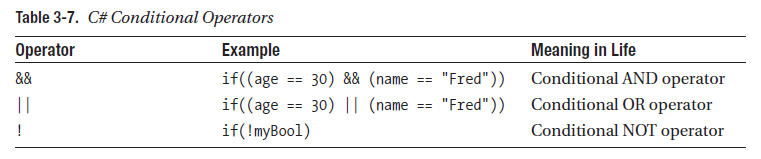 Table 3-7. C# Conditional Operators
Operator Example Meaning in Life
&& if((age == 30) && (name == "Fred")) Conditional AND operator
|| if((age == 30) || (name == "Fred")) Conditional OR operator
! if(!myBool) Conditional NOT operator